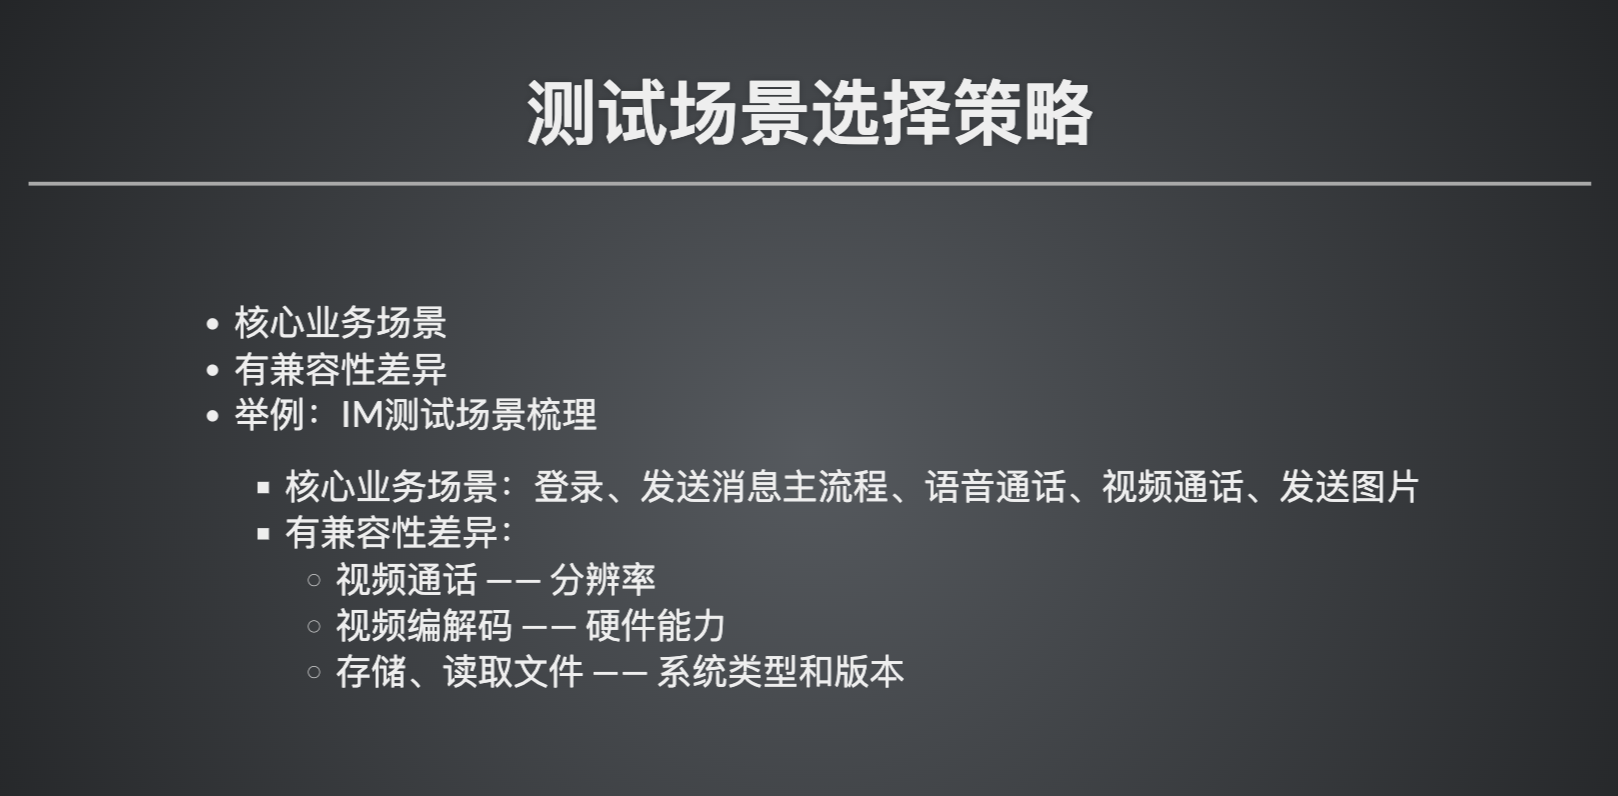 测试场景选择策略
核心业务场景
有兼容性差异
举例：IM测试场景梳理
核心业务场景：登录、发送消息主流程、语音通话、视频通话、发送图片
有兼容性差异：
视频通话 —— 分辨率
视频编解码 —— 硬件能力
存储、读取文件 —— 系统类型和版本